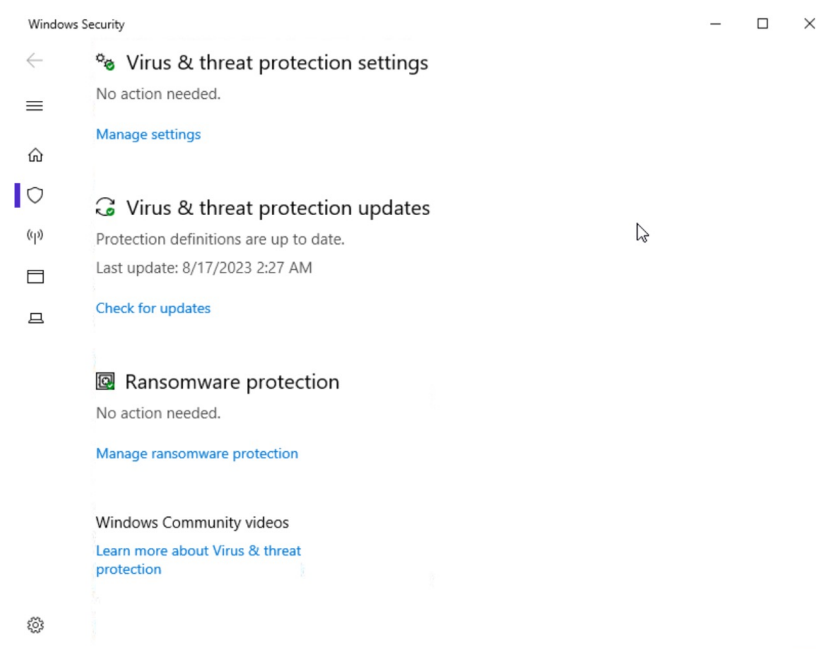 Windows Security
Virus & threat protection settings
No action needed.
Manage settings
Virus & threat protection updates
Protection definitions are up to date.
Last update: 8/17/2023 2:27 AM
Check for updates
Ransomware protection
No action needed.
Manage ransomware protection
Windows Community videos
Learn more about Virus & threat
protection